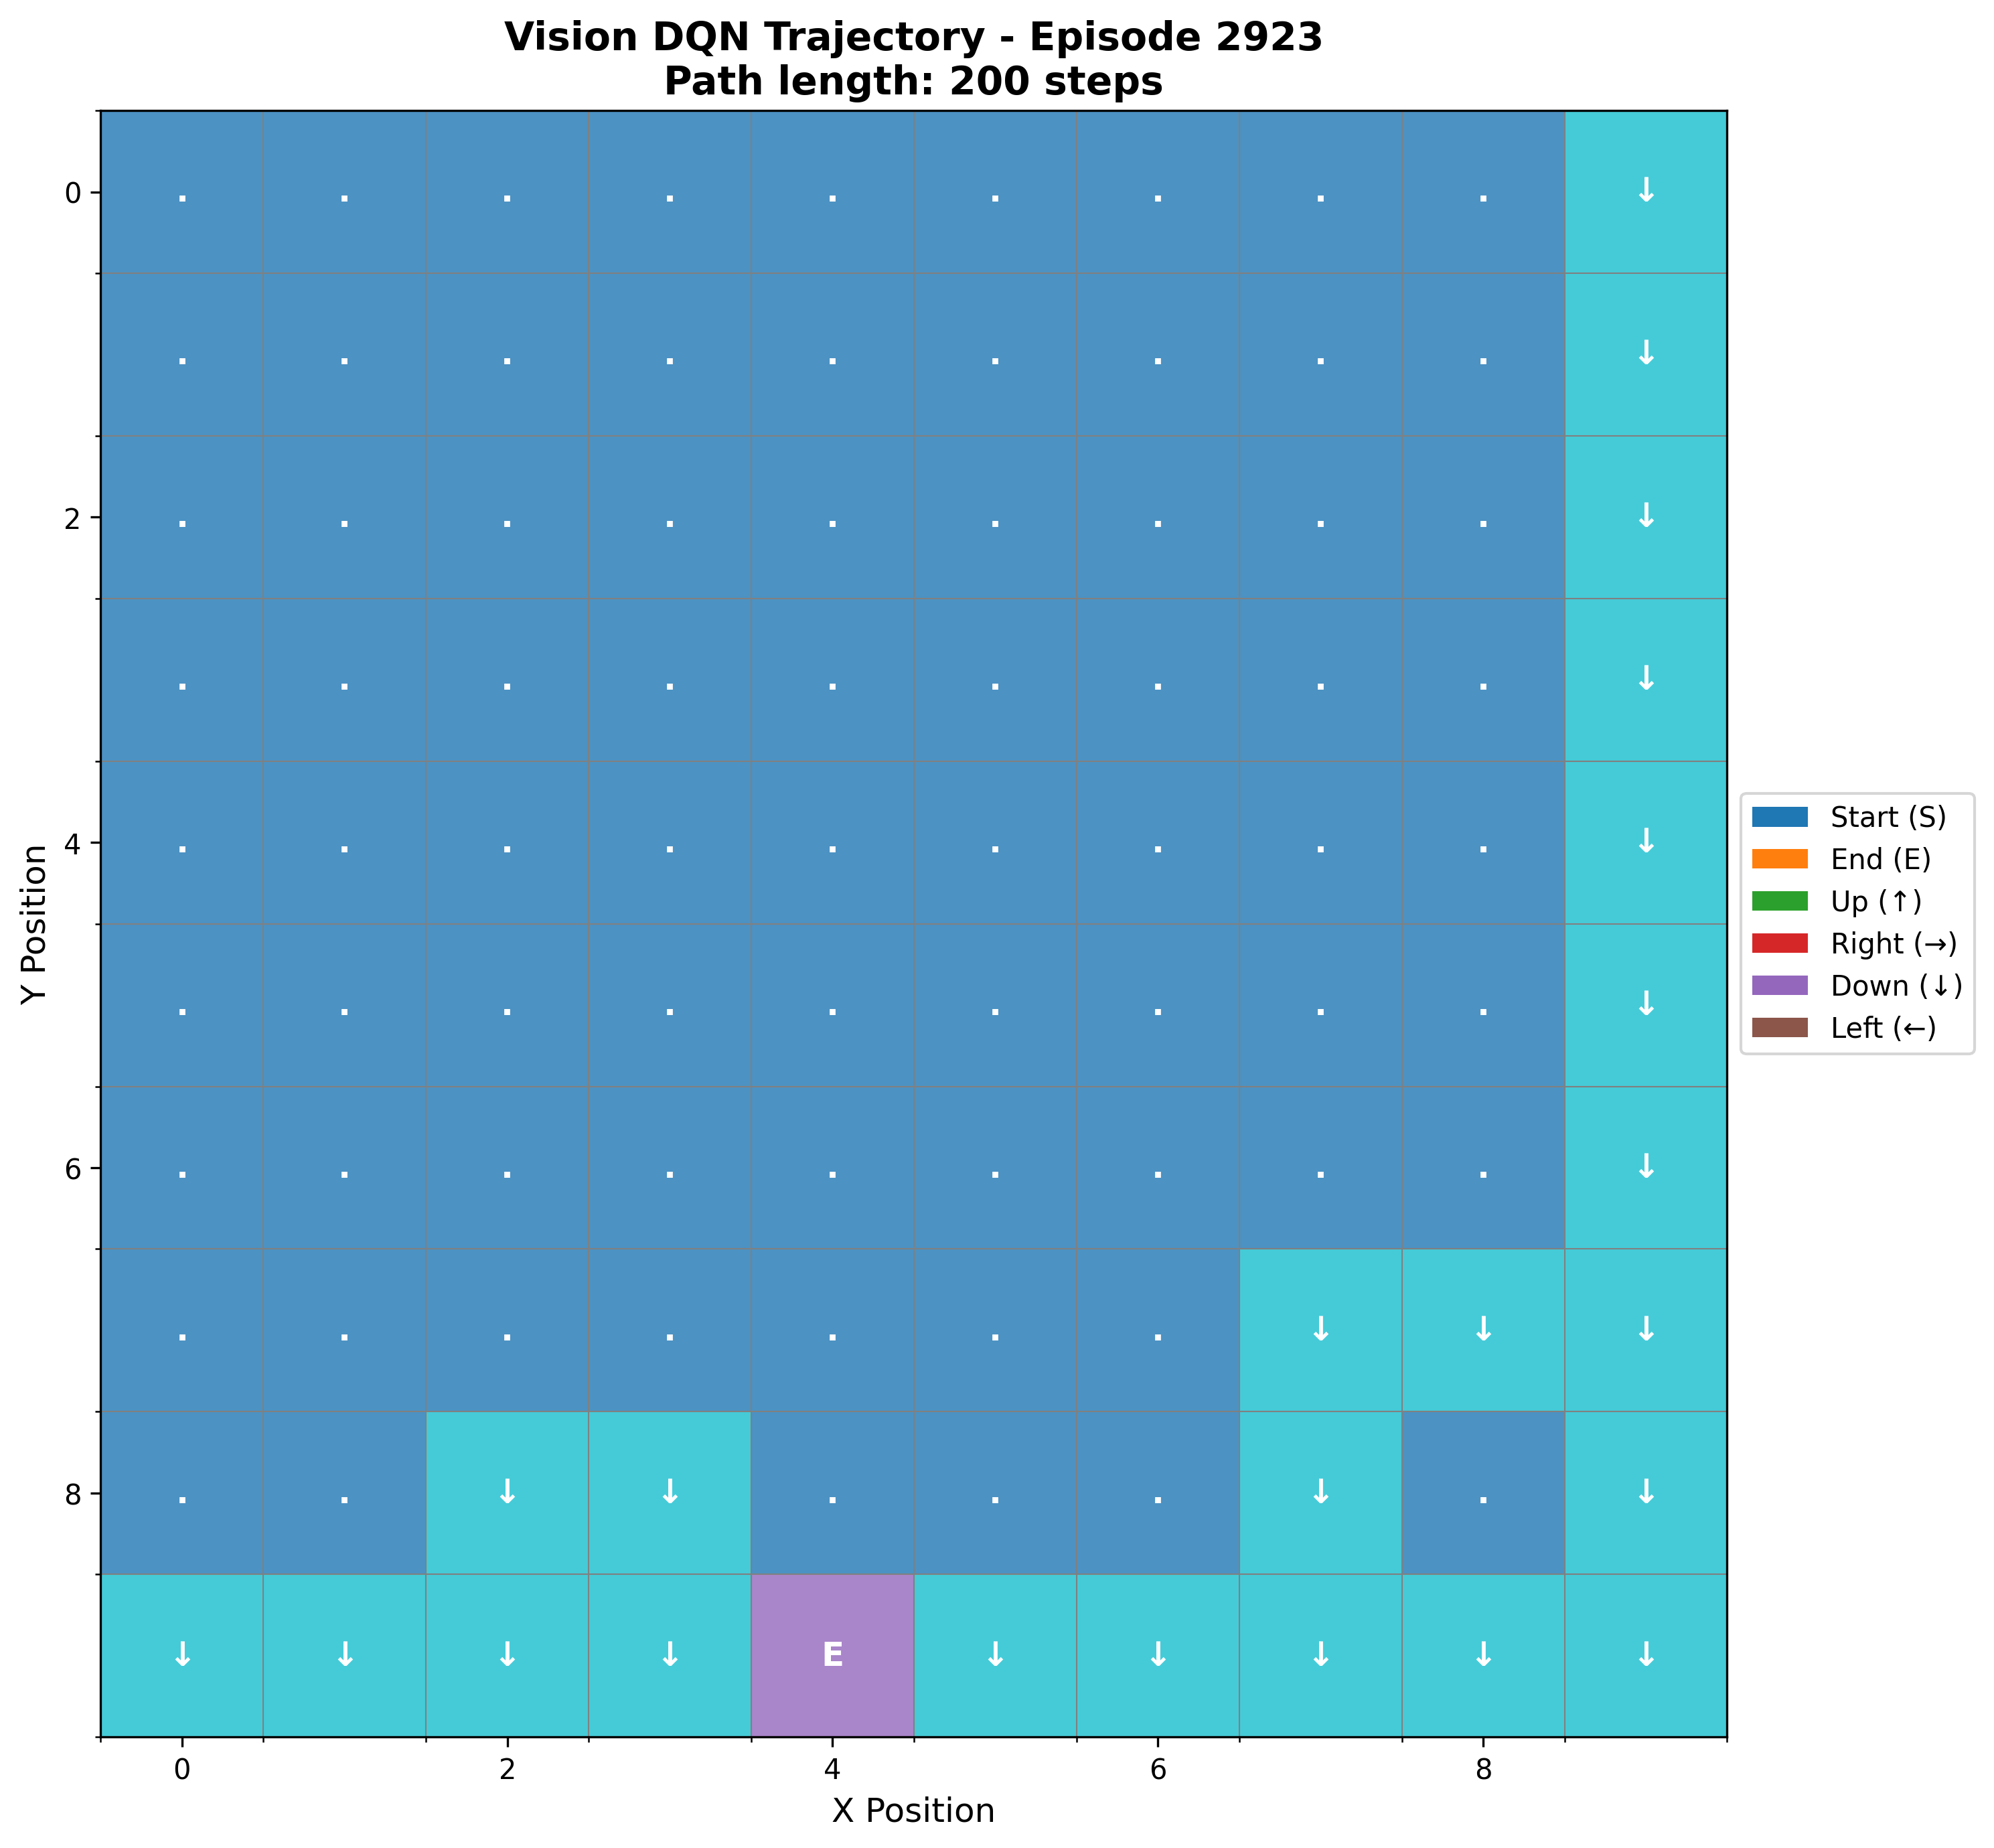 Vision DQN Trajectory - Episode 2923
Path length: 200 steps
0 . . . . . . . . . ↓
. . . . . . . . . ↓
2 . . . . . . . . . ↓
. . . . . . . . . ↓
4 . . . . . . . . . ↓
. . . . . . . . . ↓
6 . . . . . . . . . ↓
. . . . . . . ↓ ↓ ↓
8 . . ↓ ↓ . . . ↓ . ↓
↓ ↓ ↓ ↓ E ↓ ↓ ↓ ↓ ↓
0 2 4 6 8
X Position
Y Position
Start (S)
End (E)
Up (↑)
Right (→)
Down (↓)
Left (←)